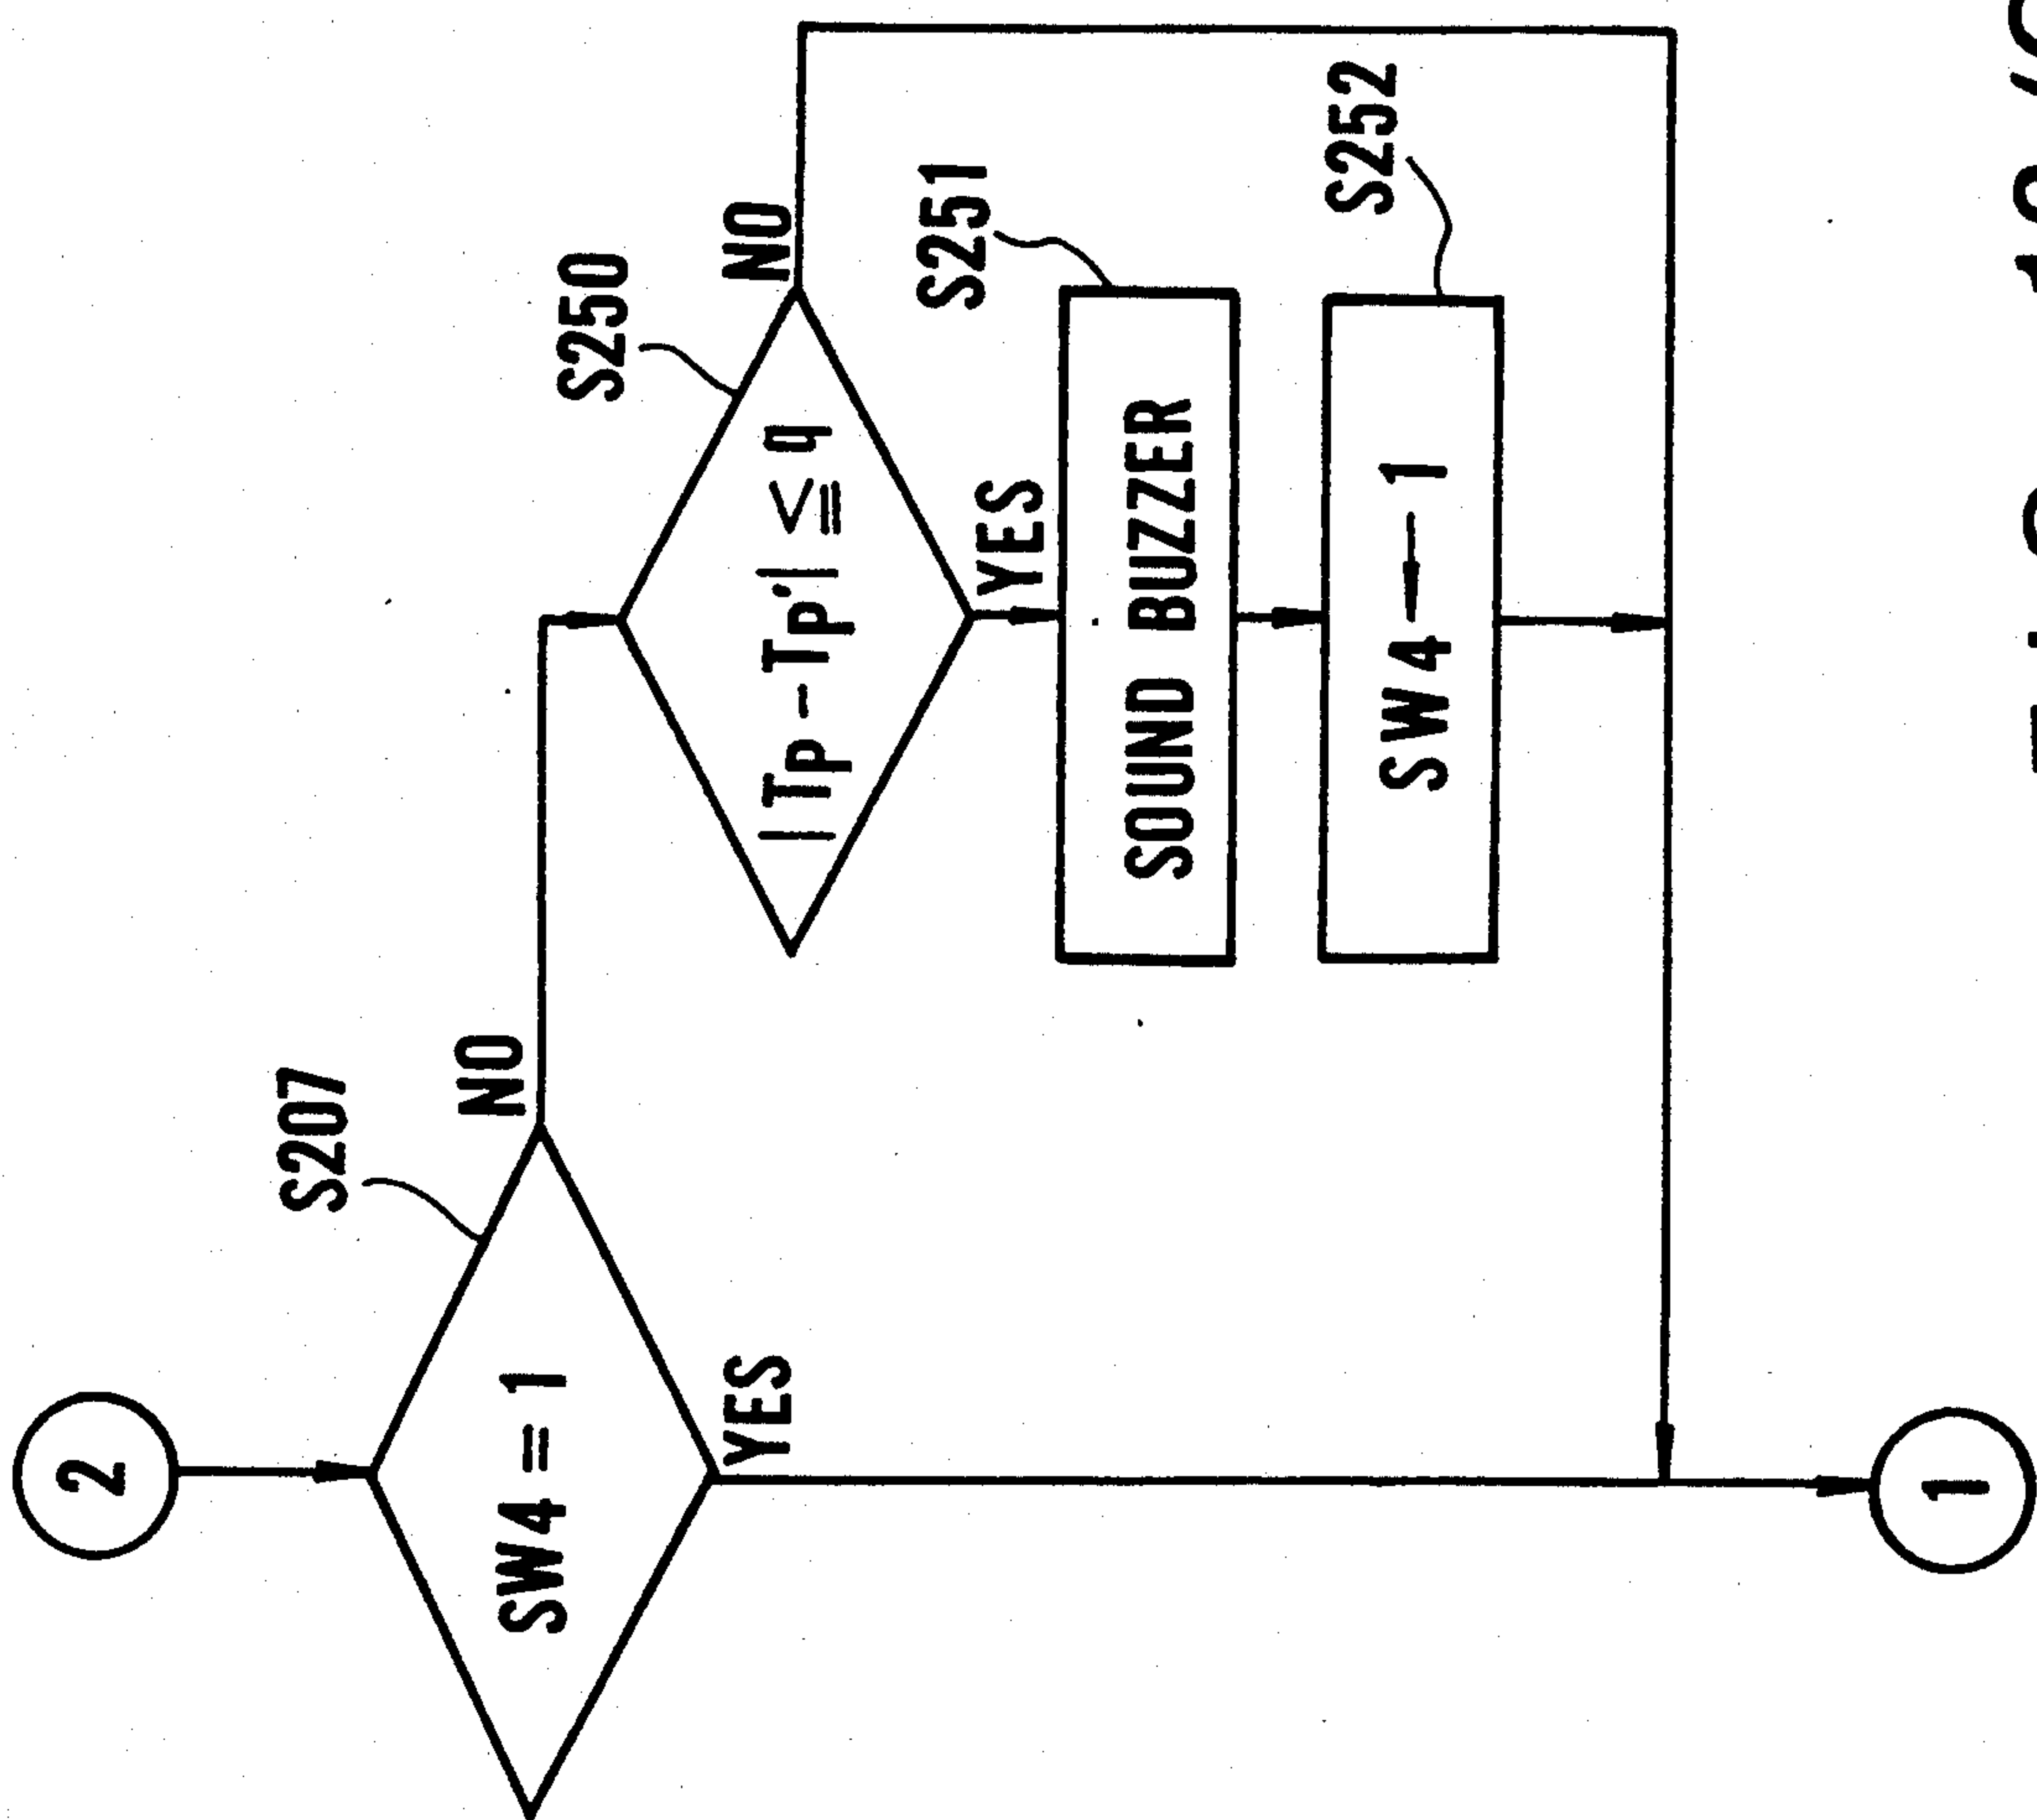 2
S207
SW4 = 1
NO
YES
S250
|Tp-Tp'| ≦ q
NO
YES
S251
SOUND BUZZER
S252
SW4 ← 1
1